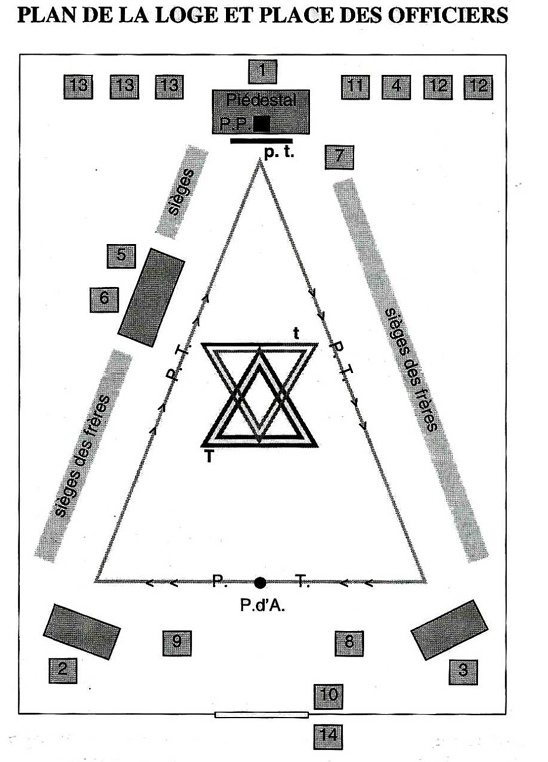 PLAN DE LA LOGE ET PLACE DES OFFICIERS
1
13 13 13
11 4 12 12
Piédestal
P.P.
p. t.
7
sièges
5
6
t
P. T.
P. T.
sièges des frères
sièges des frères
T
P. T.
P.d'A.
9
8
2
3
10
14